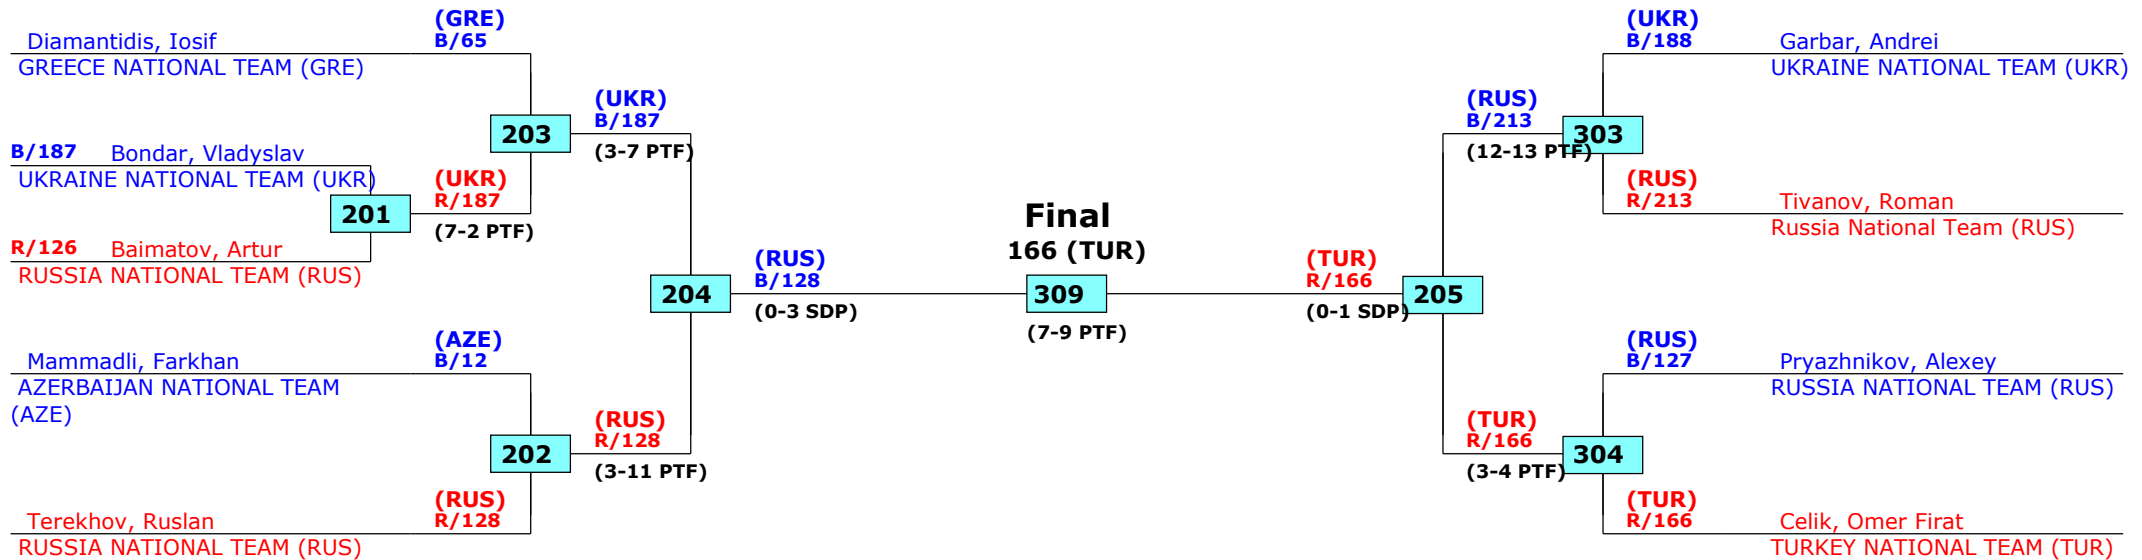 (GRE)
B/65
Diamantidis, Iosif
GREECE NATIONAL TEAM (GRE)
203
(UKR)
B/187
(3-7 PTF)
B/187 Bondar, Vladyslav
UKRAINE NATIONAL TEAM (UKR)
201
(UKR)
R/187
(7-2 PTF)
R/126 Baimatov, Artur
RUSSIA NATIONAL TEAM (RUS)
204
(RUS)
B/128
(0-3 SDP)
(AZE)
B/12
Mammadli, Farkhan
AZERBAIJAN NATIONAL TEAM
(AZE)
202
(RUS)
R/128
(3-11 PTF)
(RUS)
R/128
Terekhov, Ruslan
RUSSIA NATIONAL TEAM (RUS)
Final
166 (TUR)
309
(7-9 PTF)
(UKR)
B/188
Garbar, Andrei
UKRAINE NATIONAL TEAM (UKR)
(RUS)
B/213
(12-13 PTF)
303
(RUS)
R/213
Tivanov, Roman
Russia National Team (RUS)
(TUR)
R/166
(0-1 SDP)
205
(RUS)
B/127
Pryazhnikov, Alexey
RUSSIA NATIONAL TEAM (RUS)
(TUR)
R/166
(3-4 PTF)
304
(TUR)
R/166
Celik, Omer Firat
TURKEY NATIONAL TEAM (TUR)